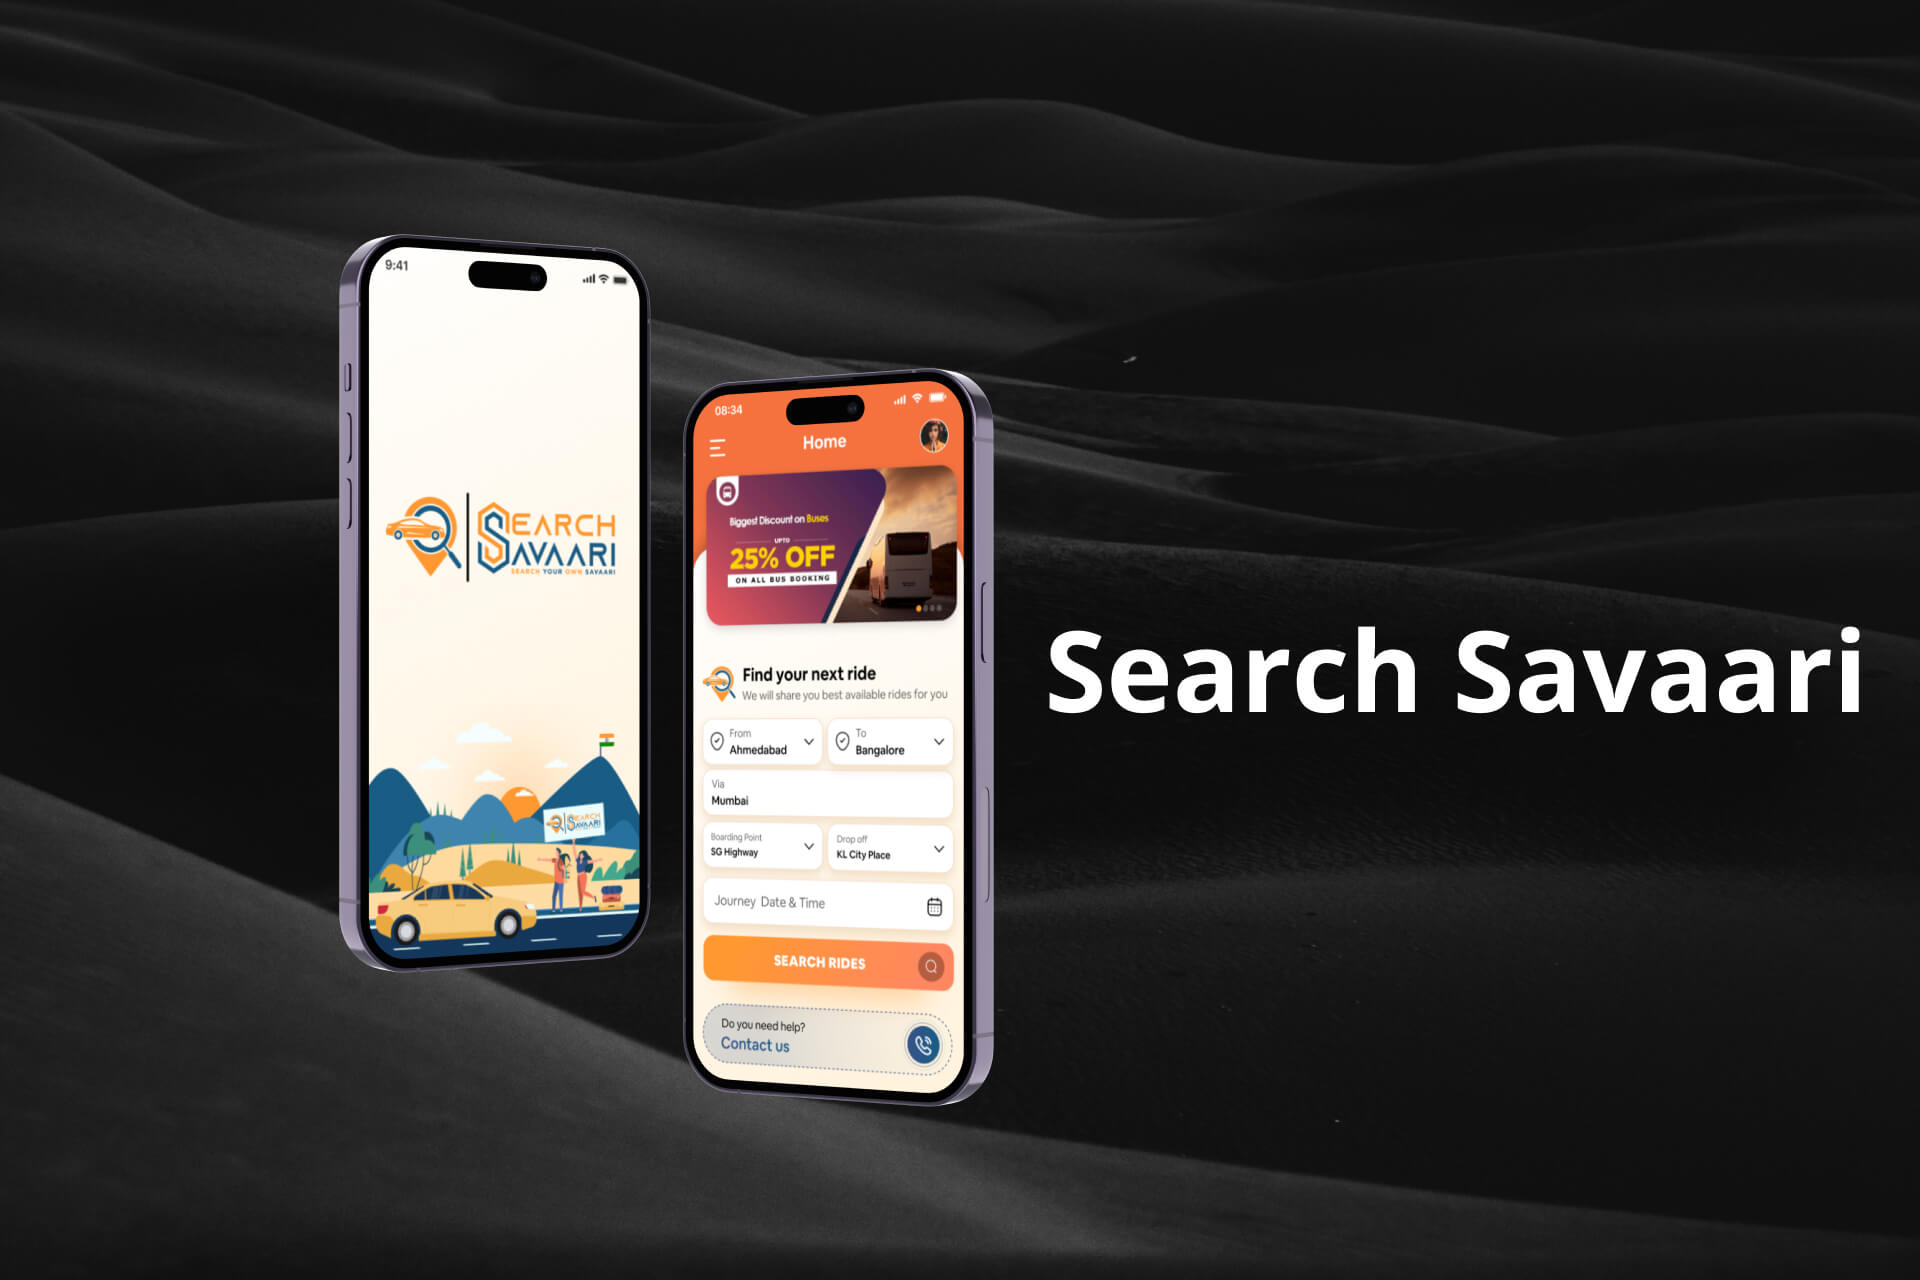 9:41
SEARCH
SAVAARI
SEARCH YOUR OWN SAVAARI
SEARCH
SAVAARI
08:34
Home
Biggest Discount on Buses
UPTO
25% OFF
ON ALL BUS BOOKING
Find your next ride
We will share you best available rides for you
From
Ahmedabad
To
Bangalore
Via
Mumbai
Boarding Point
SG Highway
Drop off
KL City Place
Journey Date & Time
SEARCH RIDES
Do you need help?
Contact us
Search Savaari